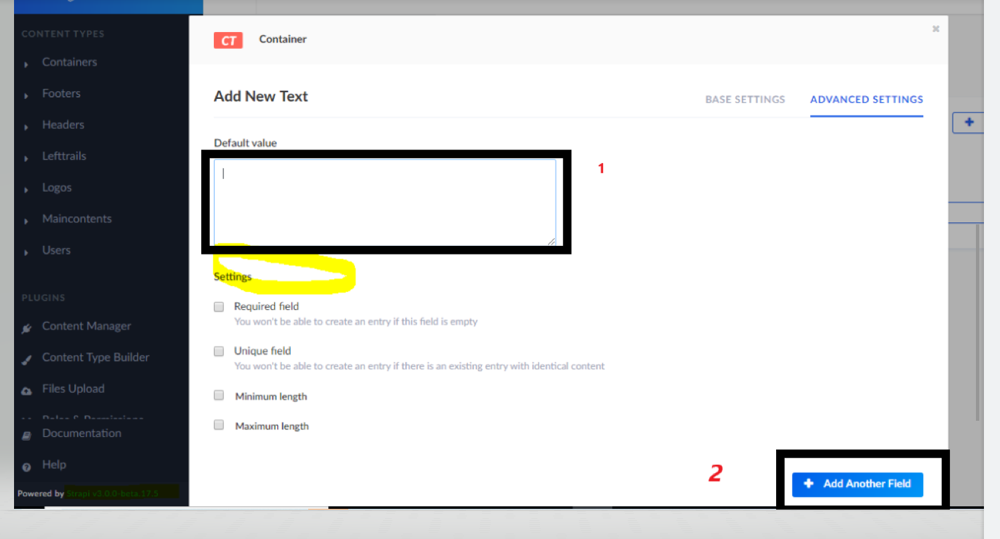 CONTENT TYPES
Containers
Footers
Headers
Lefttrails
Logos
Maincontents
Users
PLUGINS
Content Manager
Content Type Builder
Files Upload
Roles & Permissions
Documentation
Help
Powered by Strapi v3.0.0-beta.17.5
CT Container
Add New Text
BASE SETTINGS
ADVANCED SETTINGS
Default value
1
Settings
Required field
You won't be able to create an entry if this field is empty
Unique field
You won't be able to create an entry if there is an existing entry with identical content
Minimum length
Maximum length
2
Add Another Field